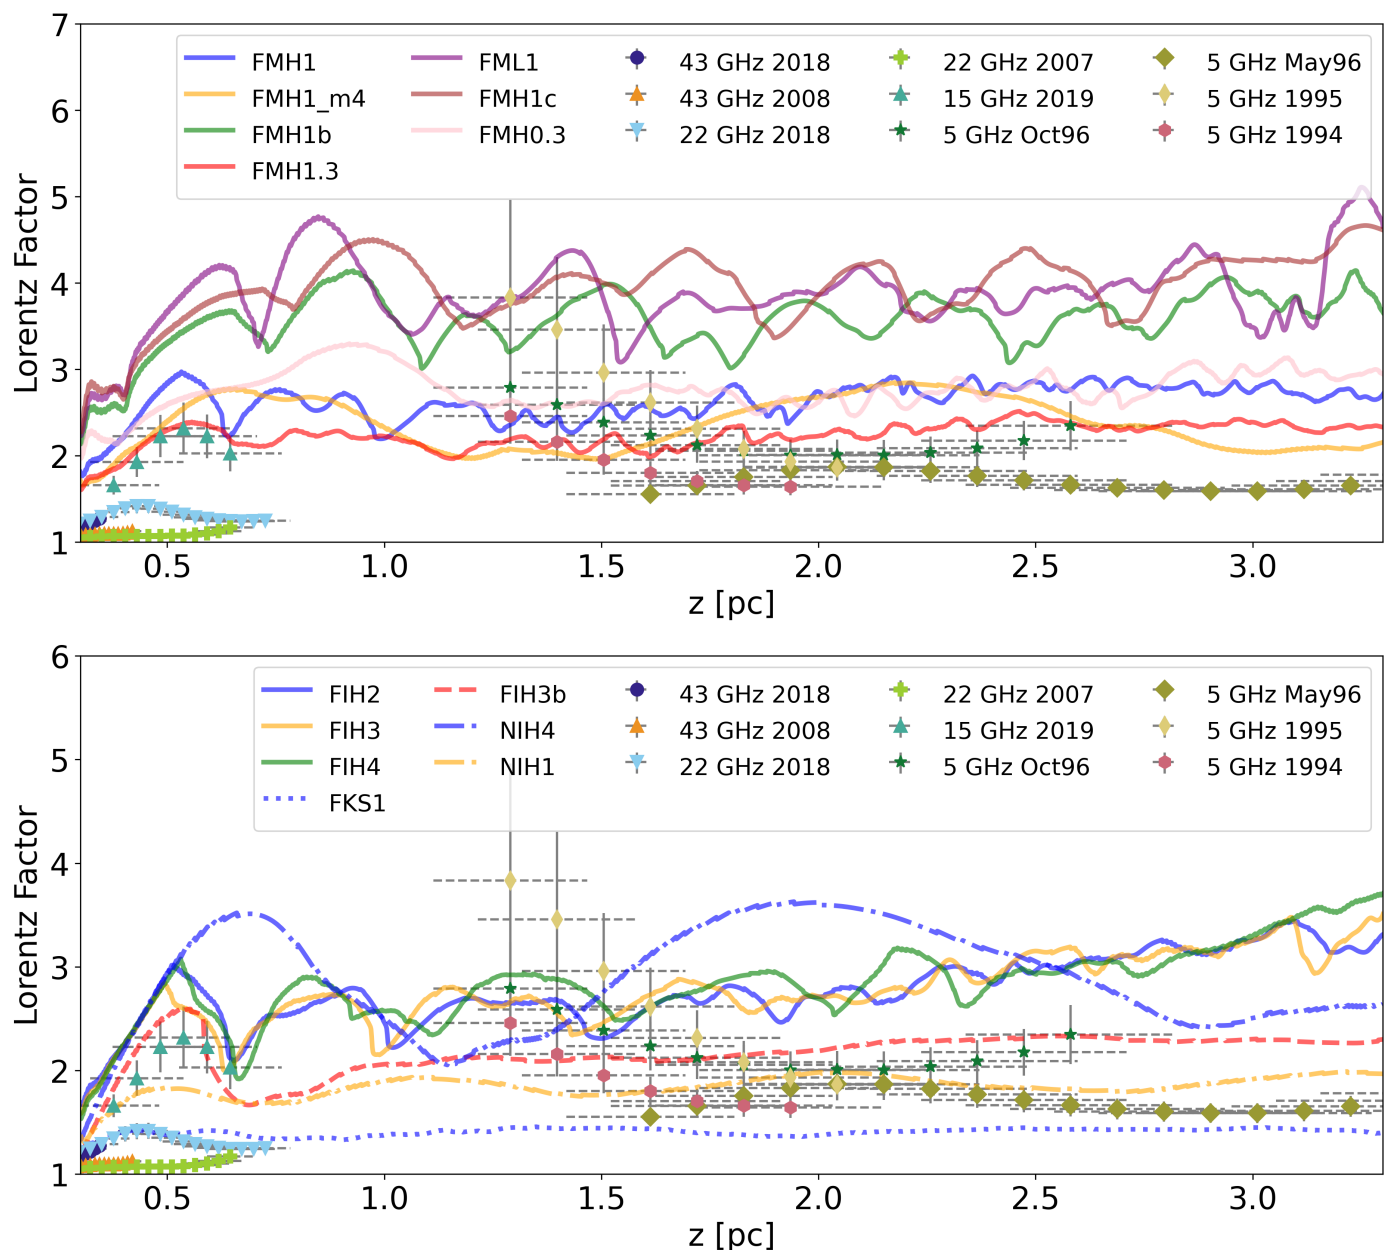 7
6
5
4
3
2
1
Lorentz Factor
FMH1
FMH1_m4
FMH1b
FMH1.3
FML1
FMH1c
FMH0.3
43 GHz 2018
43 GHz 2008
22 GHz 2018
22 GHz 2007
15 GHz 2019
5 GHz Oct96
5 GHz May96
5 GHz 1995
5 GHz 1994
0.5 1.0 1.5 2.0 2.5 3.0
z [pc]
6
5
4
3
2
1
Lorentz Factor
FIH2
FIH3
FIH4
FKS1
FIH3b
NIH4
NIH1
43 GHz 2018
43 GHz 2008
22 GHz 2018
22 GHz 2007
15 GHz 2019
5 GHz Oct96
5 GHz May96
5 GHz 1995
5 GHz 1994
0.5 1.0 1.5 2.0 2.5 3.0
z [pc]